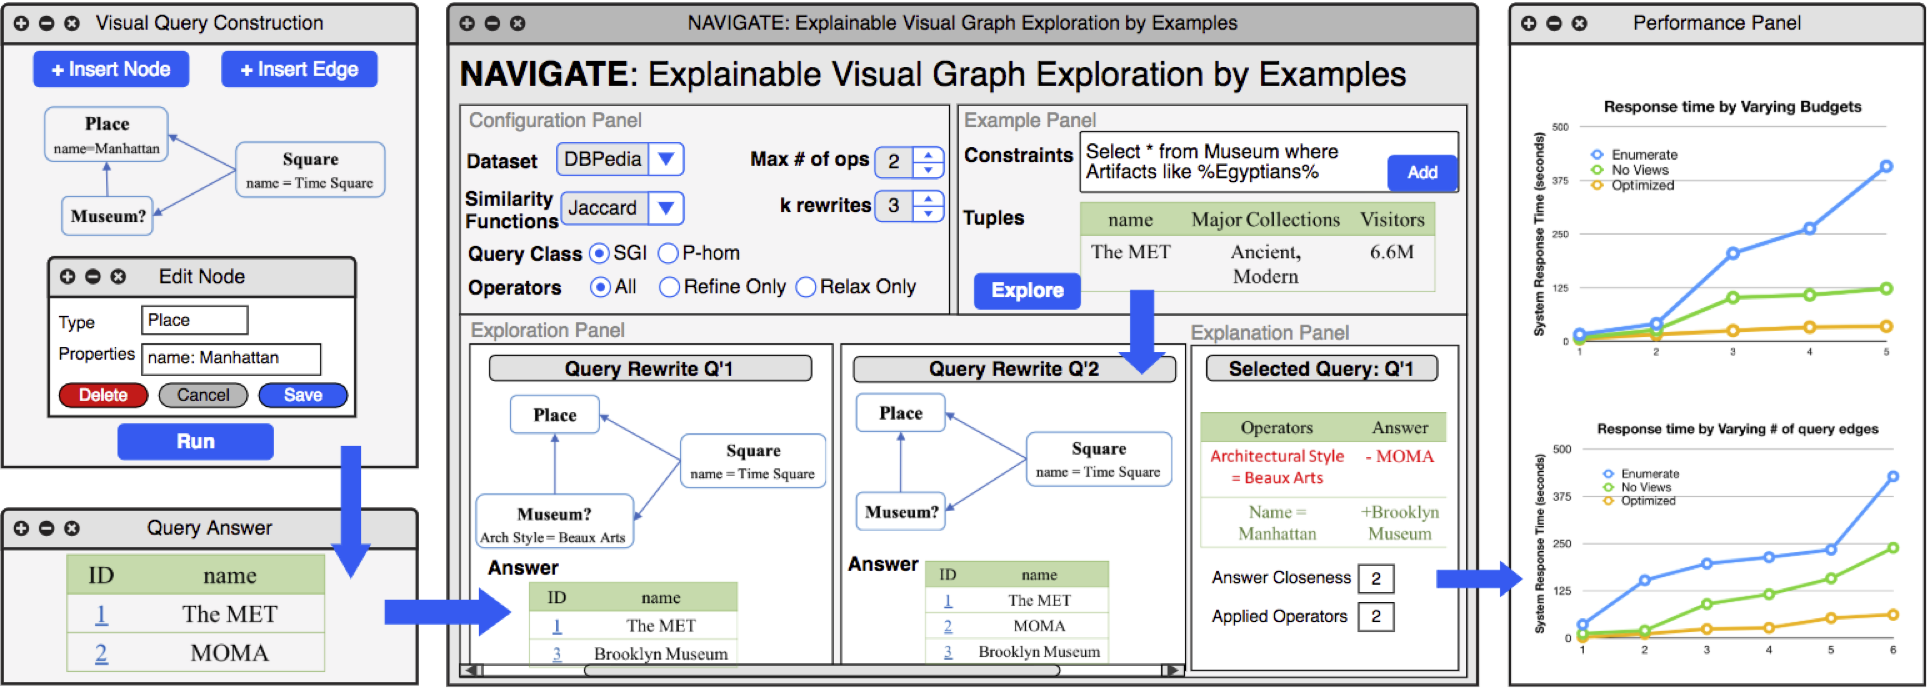 Visual Query Construction
+ Insert Node
+ Insert Edge
Place
name=Manhattan
Square
name = Time Square
Museum?
Edit Node
Type
Place
Properties
name: Manhattan
Delete
Cancel
Save
Run
Query Answer
ID name
1 The MET
2 MOMA
NAVIGATE: Explainable Visual Graph Exploration by Examples
NAVIGATE: Explainable Visual Graph Exploration by Examples
Configuration Panel
Dataset DBPedia
Max # of ops 2
Similarity
Functions
Jaccard
k rewrites 3
Query Class SGI P-hom
Operators All Refine Only Relax Only
Example Panel
Constraints
Select * from Museum where
Artifacts like %Egyptians%
Add
Tuples
name Major Collections Visitors
The MET Ancient, 6.6M
Modern
Explore
Exploration Panel
Query Rewrite Q'1
Place
Square
name = Time Square
Museum?
Arch Style = Beaux Arts
Answer
ID name
1 The MET
3 Brooklyn Museum
Query Rewrite Q'2
Place
Square
name = Time Square
Museum?
Answer
ID name
1 The MET
2 MOMA
3 Brooklyn Museum
Explanation Panel
Selected Query: Q'1
Operators Answer
Architectural Style - MOMA
= Beaux Arts
Name = +Brooklyn
Manhattan Museum
Answer Closeness 2
Applied Operators 2
Performance Panel
Response time by Varying Budgets
System Response Time (seconds)
500
375
250
125
0
Enumerate
No Views
Optimized
1 2 3 4 5
Response time by Varying # of query edges
System Response Time (seconds)
500
375
250
125
0
Enumerate
No Views
Optimized
1 2 3 4 5 6